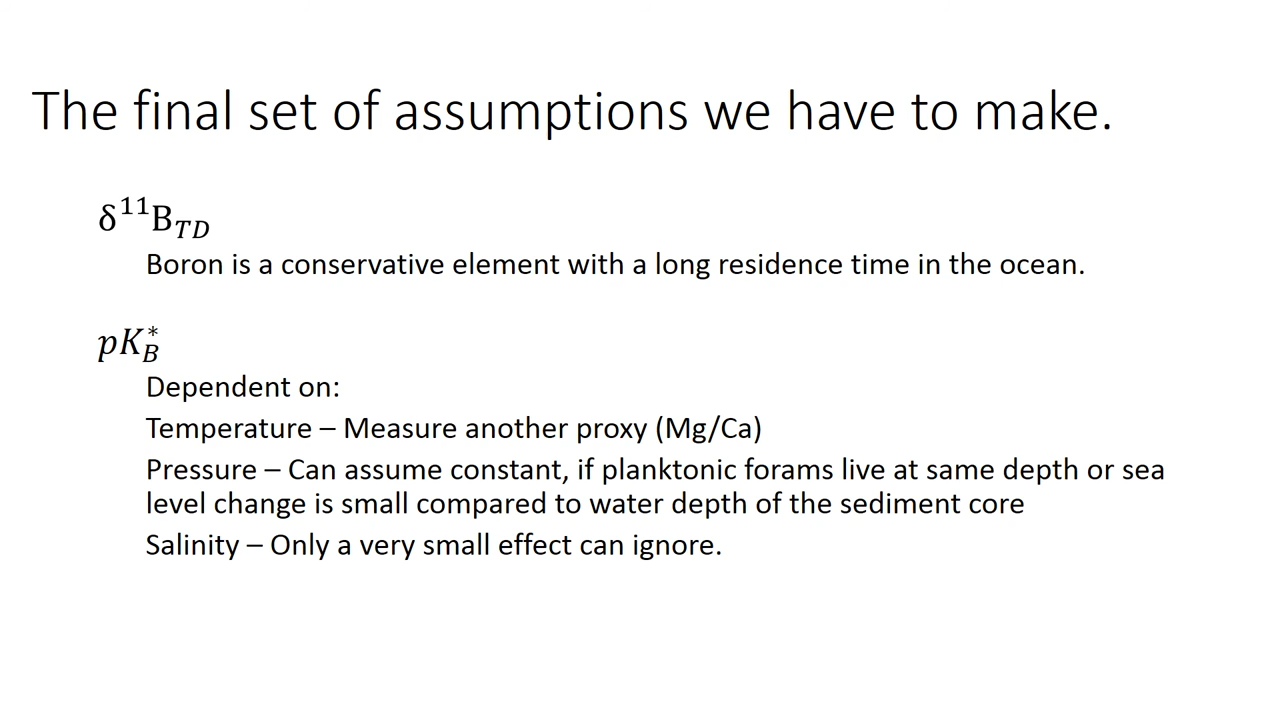 The final set of assumptions we have to make.
δ¹¹B_TD
Boron is a conservative element with a long residence time in the ocean.
pK*_B
Dependent on:
Temperature – Measure another proxy (Mg/Ca)
Pressure – Can assume constant, if planktonic forams live at same depth or sea
level change is small compared to water depth of the sediment core
Salinity – Only a very small effect can ignore.